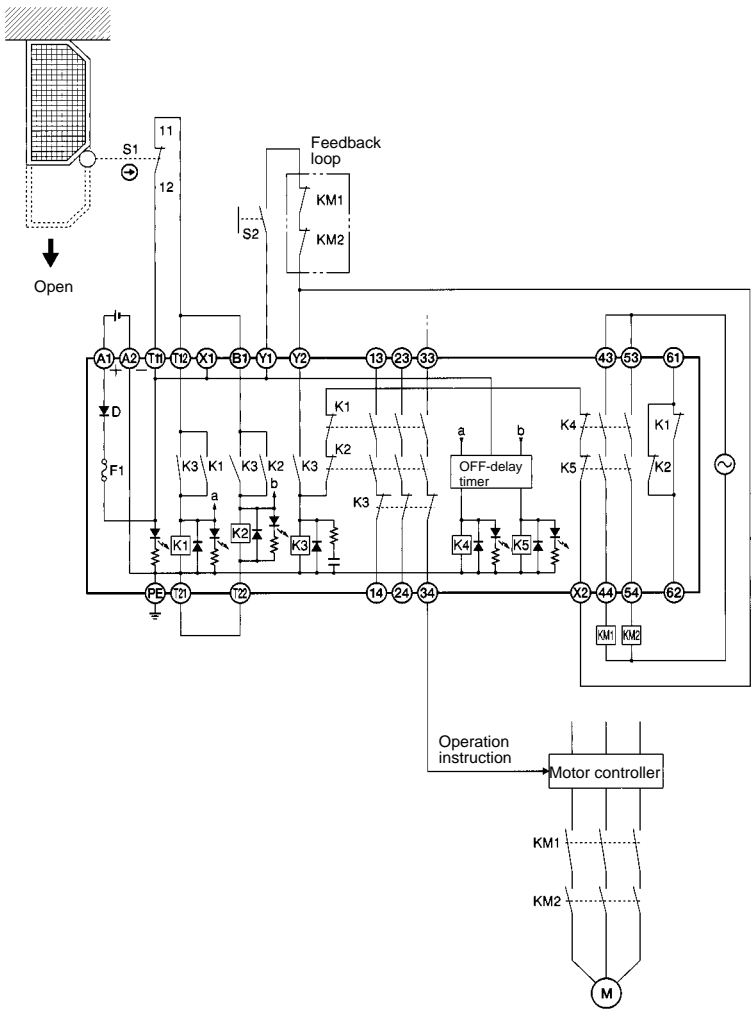 11
S1
12
Feedback
loop
KM1
S2
KM2
Open
A1 A2 T11 T12 X1 B1 Y1 Y2 13 23 33 43 53 61
+ −
D
K1
K4 K1
a b
K3 K1 K3 K2 K3
K2
OFF-delay
timer
K5 K2
F1
a b
K3
K1 K2 K3 K4 K5
PE T21 T22 14 24 34 X2 44 54 62
KM1 KM2
Operation
instruction
Motor controller
KM1
KM2
M